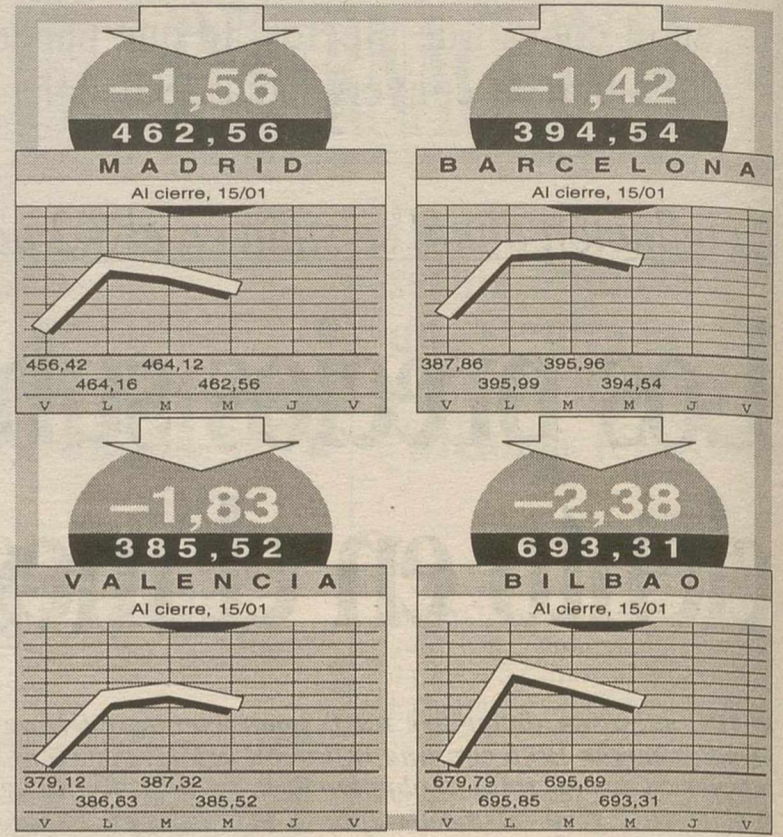 –1,56
462,56
MADRID
Al cierre, 15/01
456,42 464,12
464,16 462,56
V L M M J V
–1,42
394,54
BARCELONA
Al cierre, 15/01
387,86 395,96
395,99 394,54
V L M M J V
–1,83
385,52
VALENCIA
Al cierre, 15/01
379,12 387,32
386,63 385,52
V L M M J V
–2,38
693,31
BILBAO
Al cierre, 15/01
679,79 695,69
695,85 693,31
V L M M J V